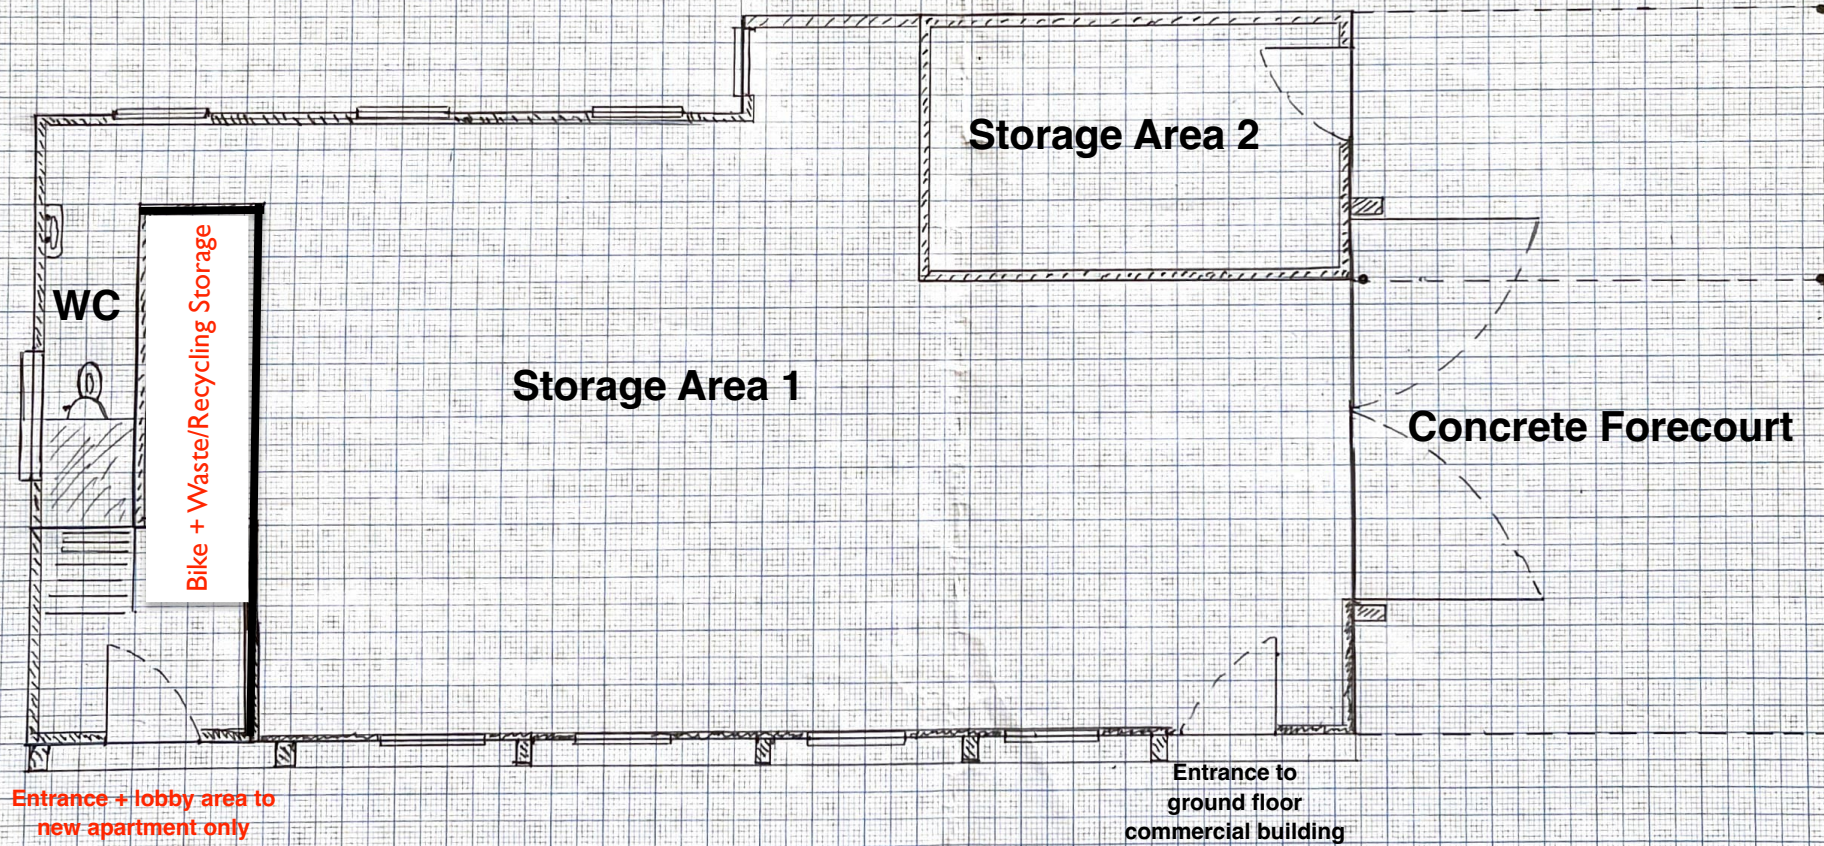 Storage Area 2
Bike + Waste/Recycling Storage
WC
Storage Area 1
Concrete Forecourt
Entrance + lobby area to
new apartment only
Entrance to
ground floor
commercial building